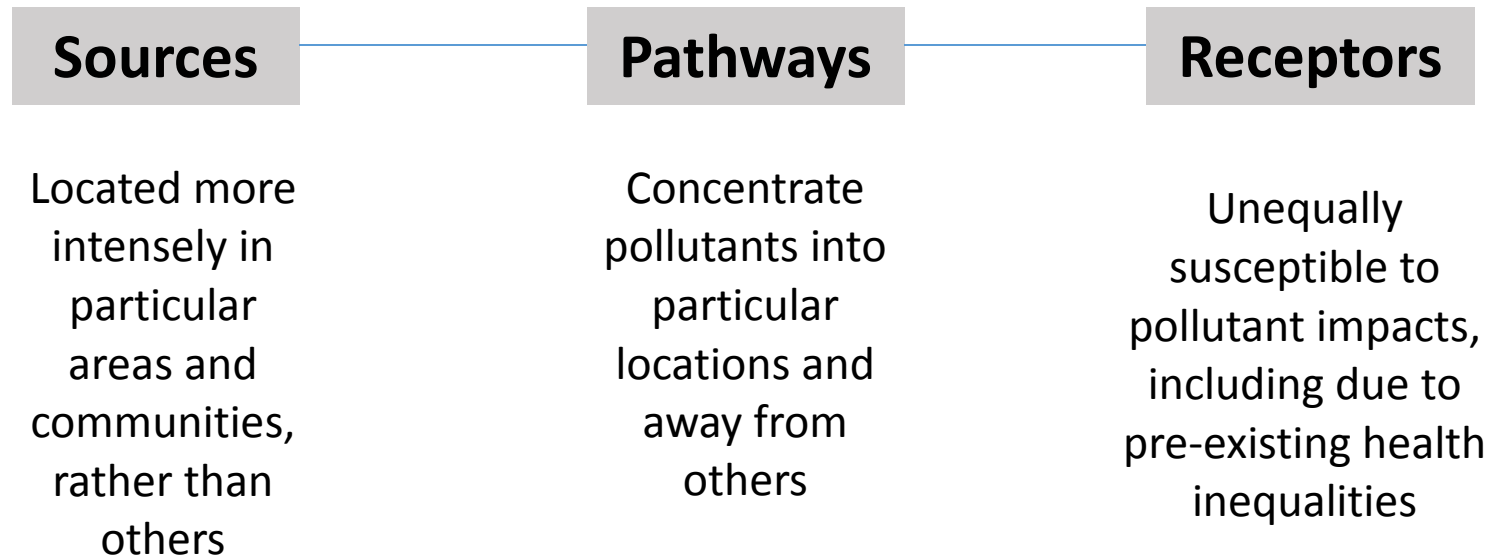 Sources
Pathways
Receptors
Located more
intensely in
particular
areas and
communities,
rather than
others
Concentrate
pollutants into
particular
locations and
away from
others
Unequally
susceptible to
pollutant impacts,
including due to
pre-existing health
inequalities